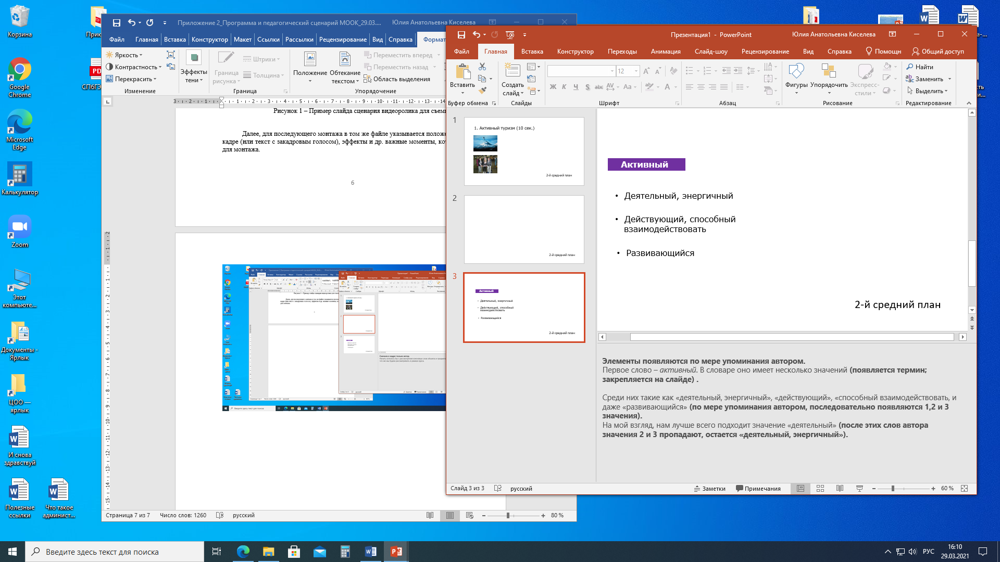 Корзина
Google
Chrome
Microsoft
Edge
Калькулятор
Zoom
Этот
компьюте...
Документы -
Ярлык
ЦОО —
ярлык
И снова
здравствуй
Полезные
ссылки
Что такое
админист...
Приложение 2_Программа и педагогический сценарий МООК_29.03....
Юлия Анатольевна Киселева
Файл Главная Вставка Конструктор Макет Ссылки Рассылки Рецензирование Вид Справка Формат
Яркость
Контрастность
Перекрасить
Изменение
Эффекты
тени
Граница
рисунка
Штрихи
Толщина
Граница
Положение
Обтекание
текстом
Переместить вперед
Переместить назад
Область выделения
Упорядочение
Рисунок 1 – Пример слайда сценария видеоролика для съемк
Далее, для последующего монтажа в том же файле указывается положе
кадре (или текст с закадровым голосом), эффекты и др. важные моменты, кот
для монтажа.
6
Страница 7 из 7 Число слов: 1260 русский 80 %
Презентация1 - PowerPoint
Юлия Анатольевна Киселева
Файл Главная Вставка Конструктор Переходы Анимация Слайд-шоу Рецензирование Вид Справка Помощн Общий доступ
Вставить
Буфер обмена
Создать
слайд
Слайды
12
Ж К Ч S abc AV Aa А
Шрифт
Абзац
Фигуры
Упорядочить
Экспресс-
стили
Рисование
Найти
Заменить
Выделить
Редактирование
1
1. Активный туризм (10 сек.)
2-й средний план
2
2-й средний план
3
Активный
• Деятельный, энергичный
• Действующий, способный
взаимодействовать
• Развивающийся
2-й средний план
Активный
• Деятельный, энергичный
• Действующий, способный
взаимодействовать
• Развивающийся
2-й средний план
Элементы появляются по мере упоминания автором.
Первое слово – активный. В словаре оно имеет несколько значений (появляется термин;
закрепляется на слайде) .
Среди них такие как «деятельный, энергичный», «действующий», «способный взаимодействовать, и
даже «развивающийся» (по мере упоминания автором, последовательно появляются 1,2 и 3
значения).
На мой взгляд, нам лучше всего подходит значение «деятельный» (после этих слов автора
значения 2 и 3 пропадают, остается «деятельный, энергичный»).
Слайд 3 из 3 русский Заметки Примечания 60 %
Введите здесь текст для поиска
РУС
16:10
29.03.2021